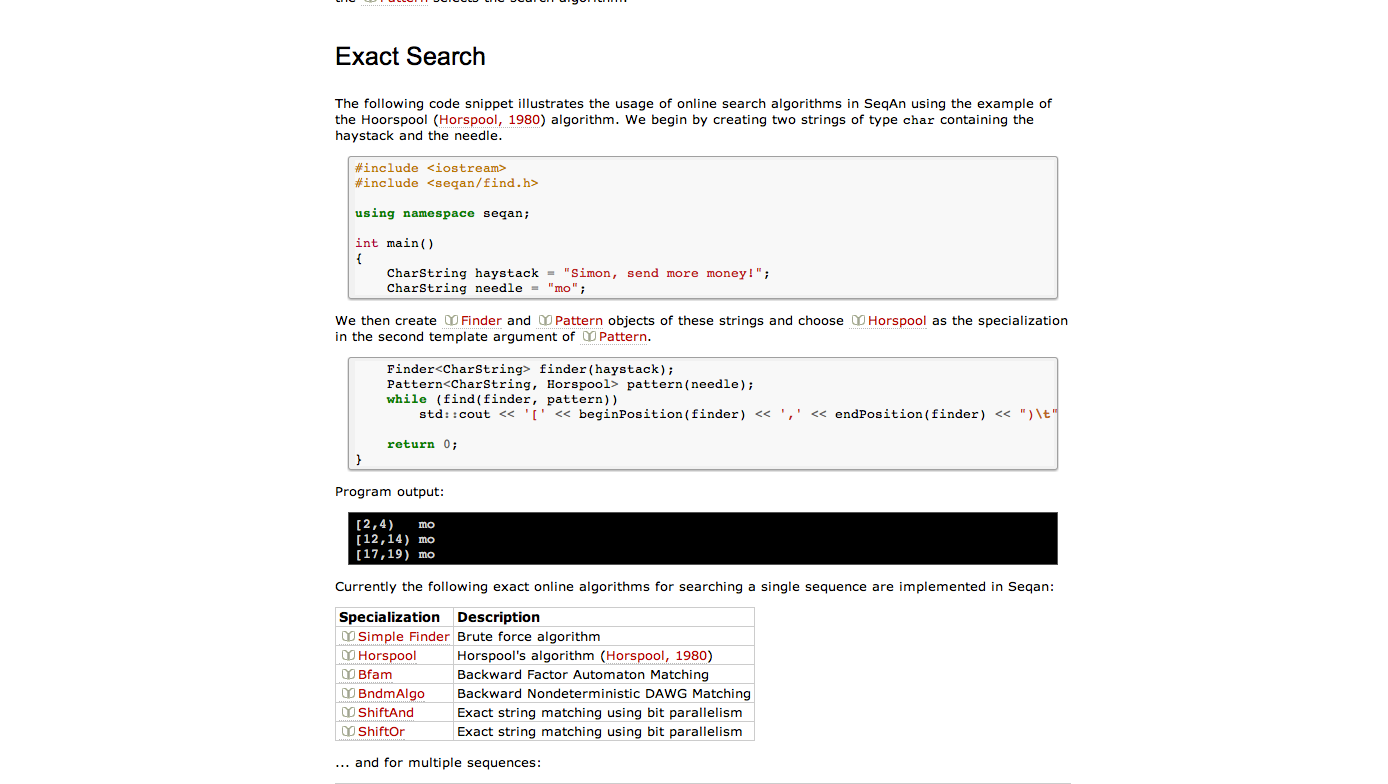 the Pattern selects the search algorithm.
Exact Search
The following code snippet illustrates the usage of online search algorithms in SeqAn using the example of
the Hoorspool (Horspool, 1980) algorithm. We begin by creating two strings of type char containing the
haystack and the needle.
#include <iostream>
#include <seqan/find.h>
using namespace seqan;
int main()
{
    CharString haystack = "Simon, send more money!";
    CharString needle = "mo";
We then create Finder and Pattern objects of these strings and choose Horspool as the specialization
in the second template argument of Pattern.
    Finder<CharString> finder(haystack);
    Pattern<CharString, Horspool> pattern(needle);
    while (find(finder, pattern))
        std::cout << '[' << beginPosition(finder) << ',' << endPosition(finder) << ")\t"
    return 0;
}
Program output:
[2,4)   mo
[12,14) mo
[17,19) mo
Currently the following exact online algorithms for searching a single sequence are implemented in Seqan:
Specialization Description
Simple Finder Brute force algorithm
Horspool Horspool's algorithm (Horspool, 1980)
Bfam Backward Factor Automaton Matching
BndmAlgo Backward Nondeterministic DAWG Matching
ShiftAnd Exact string matching using bit parallelism
ShiftOr Exact string matching using bit parallelism
... and for multiple sequences: